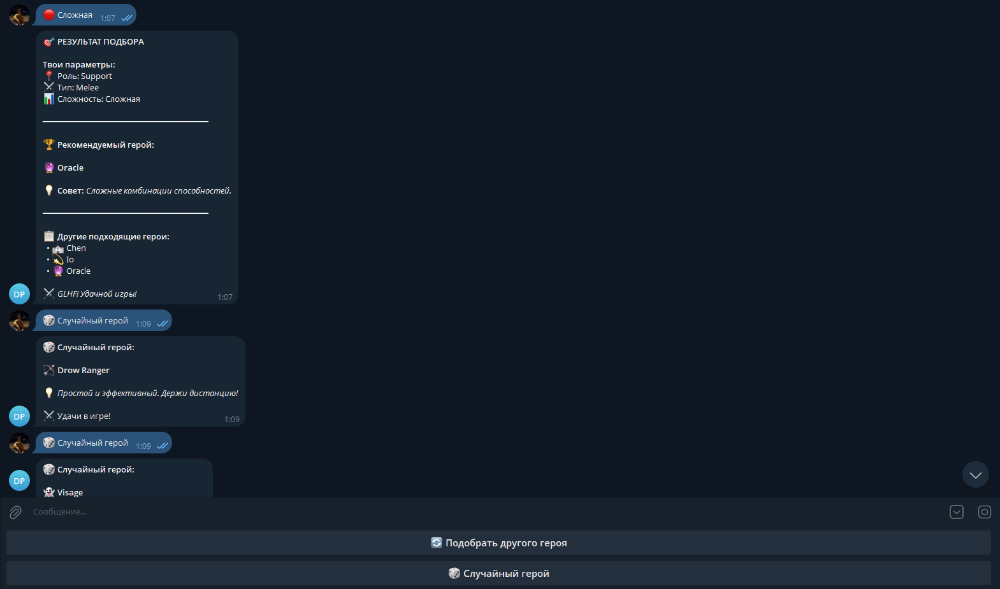 🔴 Сложная 1:07
🎯 РЕЗУЛЬТАТ ПОДБОРА
Твои параметры:
📍 Роль: Support
⚔ Тип: Melee
📊 Сложность: Сложная
🏆 Рекомендуемый герой:
🔮 Oracle
💡 Совет: Сложные комбинации способностей.
📋 Другие подходящие герои:
• Chen
• 💫 Io
• 🔮 Oracle
⚔ GLHF! Удачной игры! 1:07
DP
🎲 Случайный герой 1:09
🎲 Случайный герой:
🏹 Drow Ranger
💡 Простой и эффективный. Держи дистанцию!
⚔ Удачи в игре! 1:09
DP
🎲 Случайный герой 1:09
🎲 Случайный герой:
DP
👻 Visage
Сообщение...
🔄 Подобрать другого героя
🎲 Случайный герой